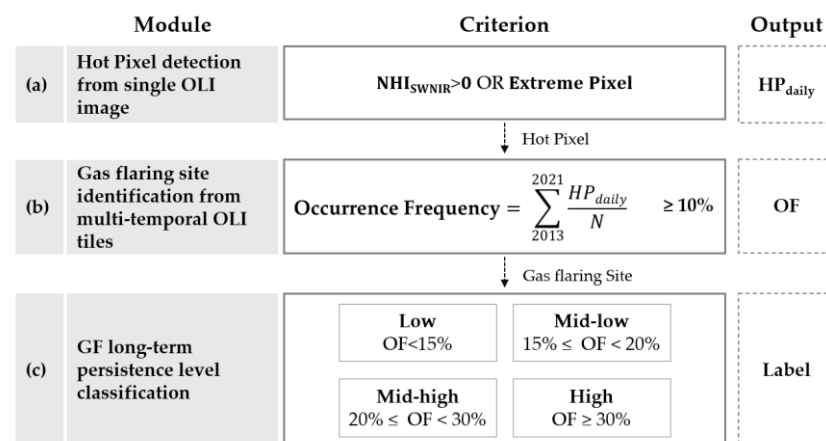 Module Criterion Output
(a)
Hot Pixel detection
from single OLI
image
NHI_SWNIR>0 OR Extreme Pixel
HP_daily
Hot Pixel
(b)
Gas flaring site
identification from
multi-temporal OLI
tiles
Occurrence Frequency = ∑_{2013}^{2021} HP_daily/N ≥ 10%
OF
Gas flaring Site
(c)
GF long-term
persistence level
classification
Low
OF<15%
Mid-low
15% ≤ OF < 20%
Mid-high
20% ≤ OF < 30%
High
OF ≥ 30%
Label